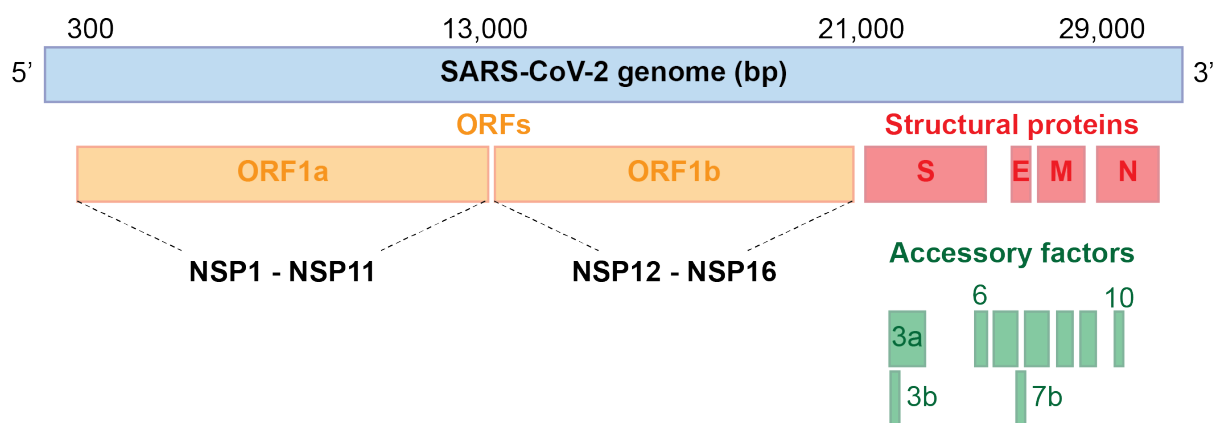 300 13,000 21,000 29,000
5’ SARS-CoV-2 genome (bp) 3’
ORFs Structural proteins
ORF1a ORF1b S E M N
NSP1 - NSP11 NSP12 - NSP16
Accessory factors
6 10
3a
3b 7b